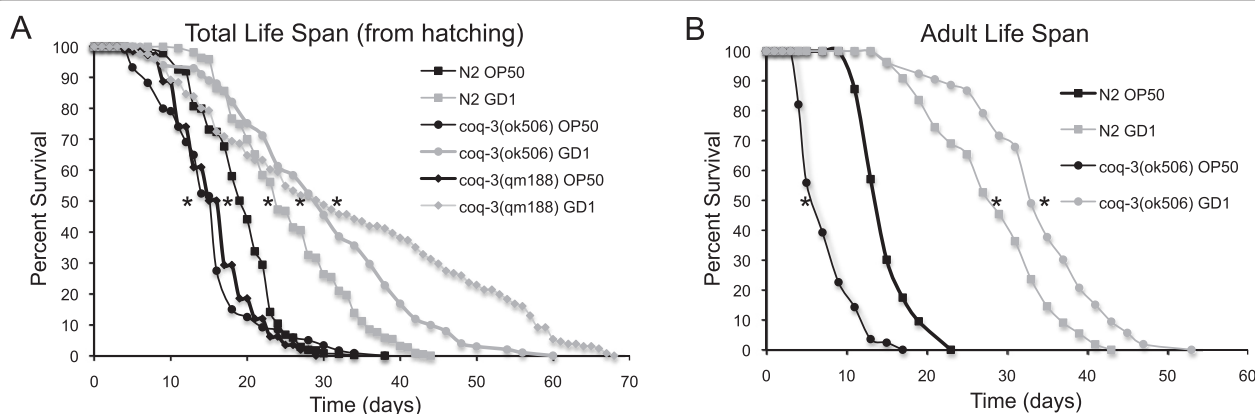 A
Total Life Span (from hatching)
Percent Survival
100
90
80
70
60
50
40
30
20
10
0
0 10 20 30 40 50 60 70
Time (days)
N2 OP50
N2 GD1
coq-3(ok506) OP50
coq-3(ok506) GD1
coq-3(qm188) OP50
coq-3(qm188) GD1
* * * * *
B
Adult Life Span
Percent Survival
100
90
80
70
60
50
40
30
20
10
0
0 10 20 30 40 50 60
Time (days)
N2 OP50
N2 GD1
coq-3(ok506) OP50
coq-3(ok506) GD1
* * *